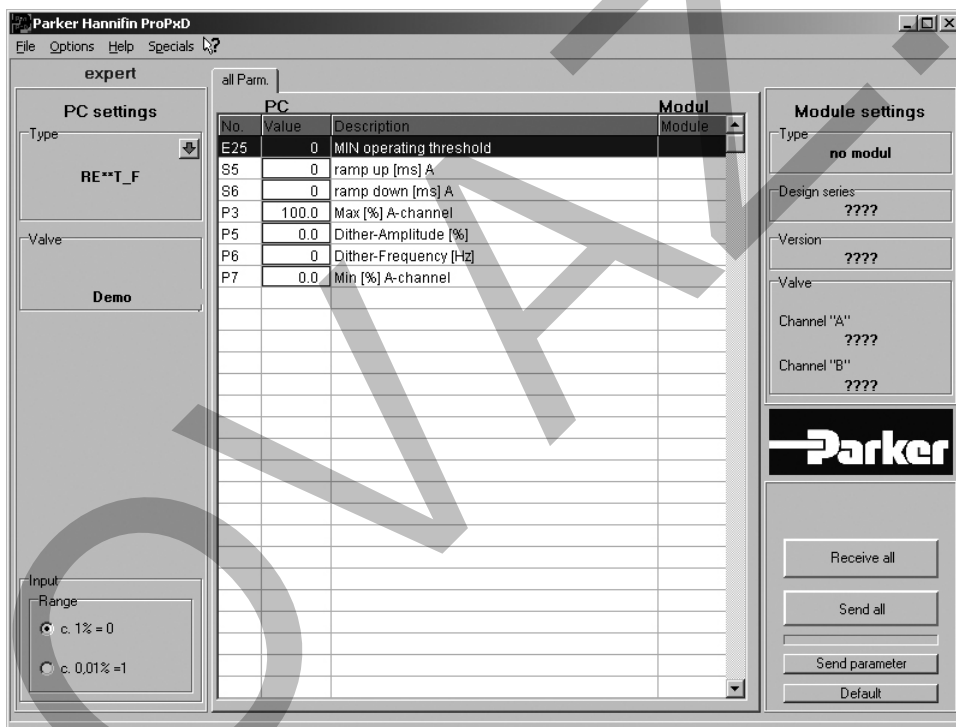 Parker Hannifin ProPxD
File Options Help Specials
expert
PC settings
Type
RE**T_F
Valve
Demo
Input
Range
c. 1% = 0
c. 0,01% =1
all Parm.
PC Modul
No. Value Description Module
E25 0 MIN operating threshold
S5 0 ramp up [ms] A
S6 0 ramp down [ms] A
P3 100.0 Max [%] A-channel
P5 0.0 Dither-Amplitude [%]
P6 0 Dither-Frequency [Hz]
P7 0.0 Min [%] A-channel
Module settings
Type
no modul
Design series
????
Version
????
Valve
Channel "A"
????
Channel "B"
????
Parker
Receive all
Send all
Send parameter
Default
OVAZ.